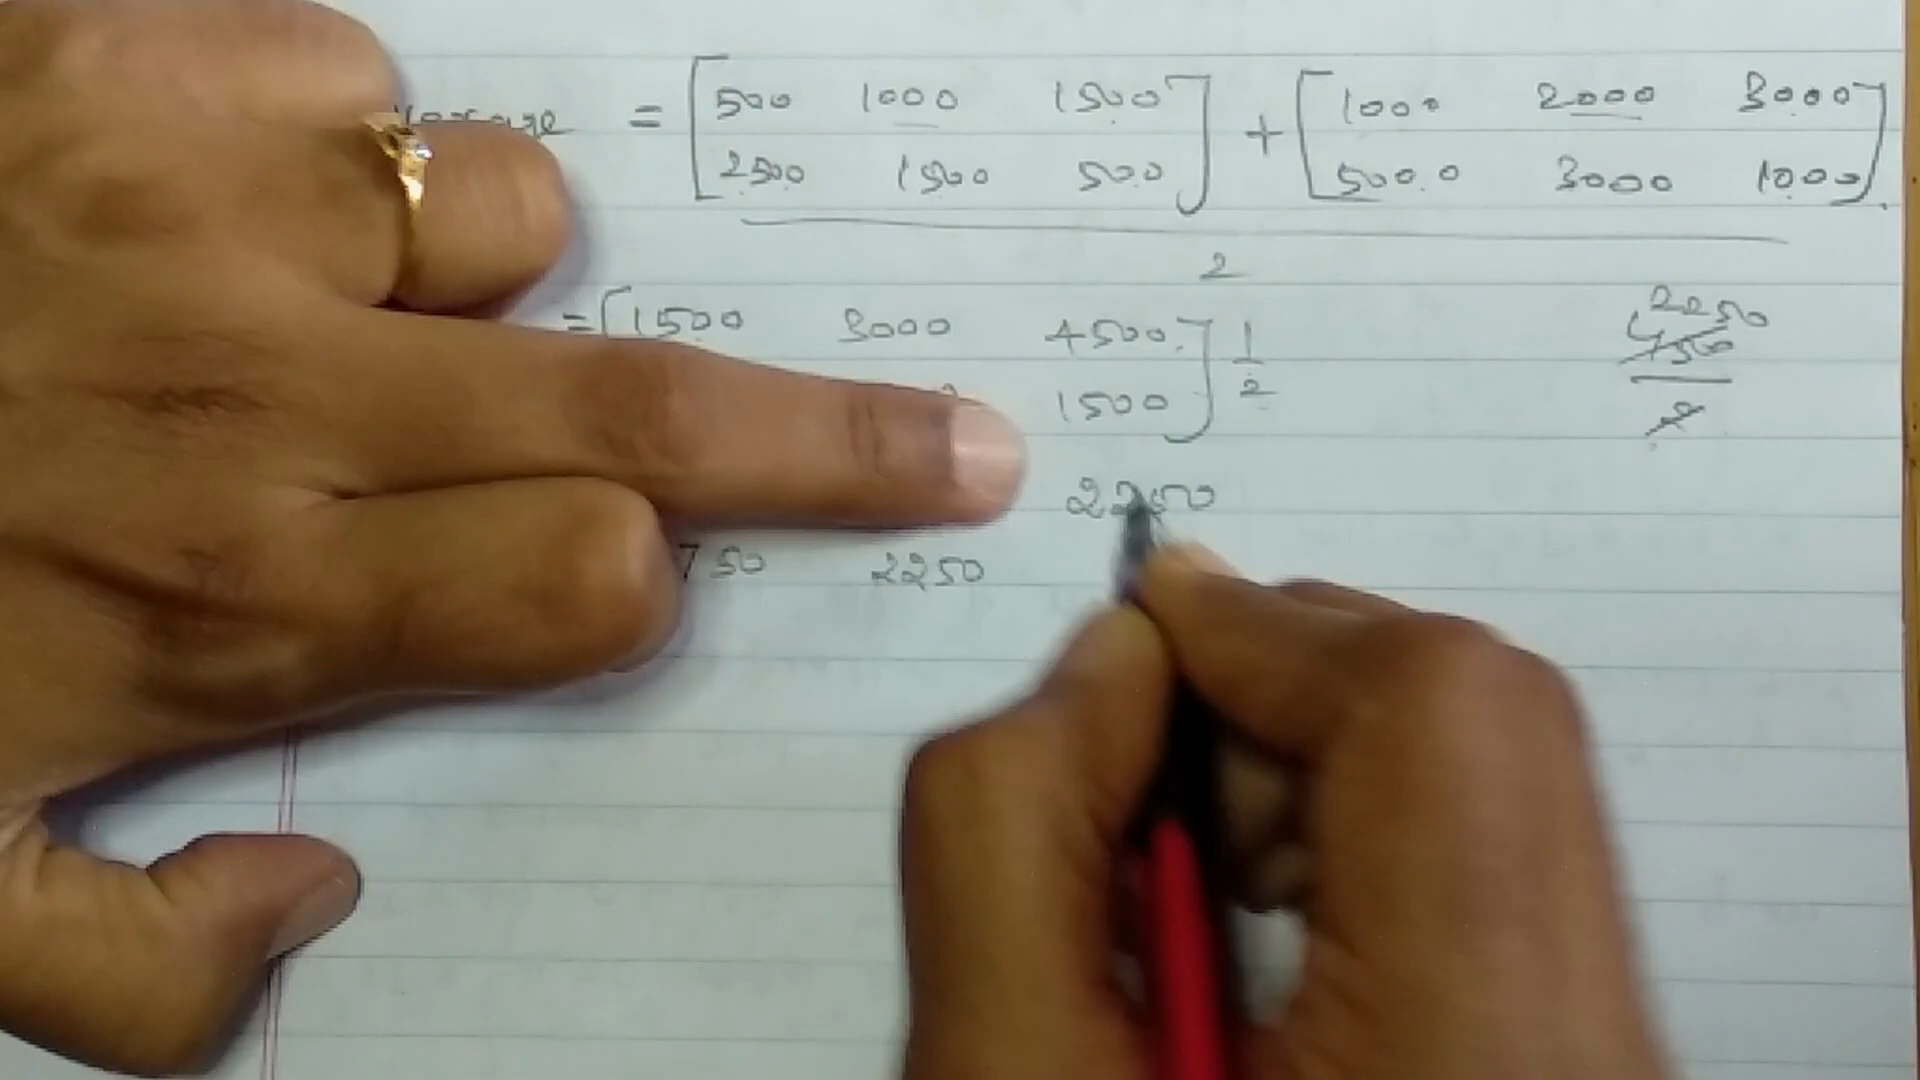 = [ 500 1000 1500 ] + [ 1000 2000 3000 ]
2500 1500 500 5000 3000 1000.
2
= [ 1500 3000 4500 ] 1/2 2250
1500 2
2250
750 2250